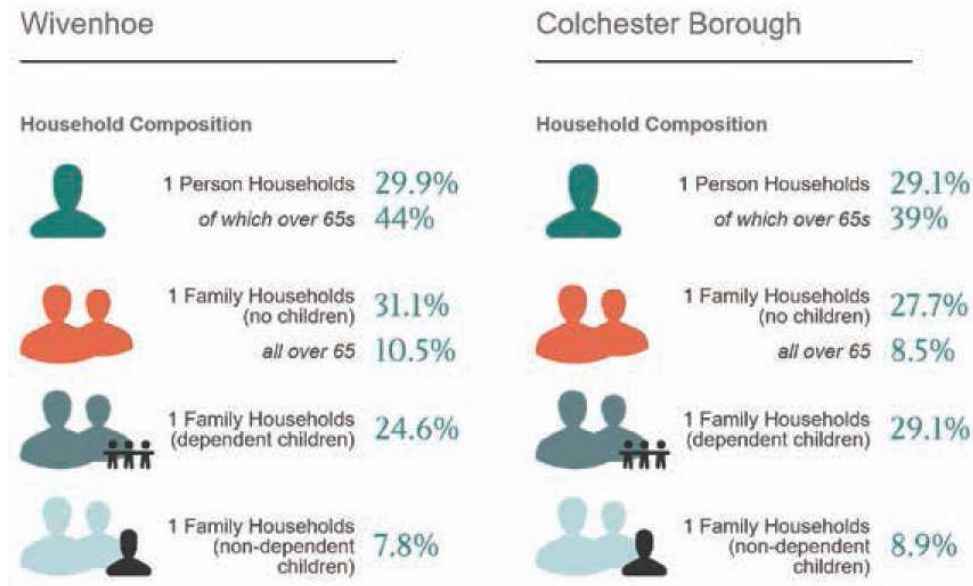 Wivenhoe
Household Composition
1 Person Households 29.9%
of which over 65s 44%
1 Family Households
(no children) 31.1%
all over 65 10.5%
1 Family Households
(dependent children) 24.6%
1 Family Households
(non-dependent
children) 7.8%
Colchester Borough
Household Composition
1 Person Households 29.1%
of which over 65s 39%
1 Family Households
(no children) 27.7%
all over 65 8.5%
1 Family Households
(dependent children) 29.1%
1 Family Households
(non-dependent
children) 8.9%